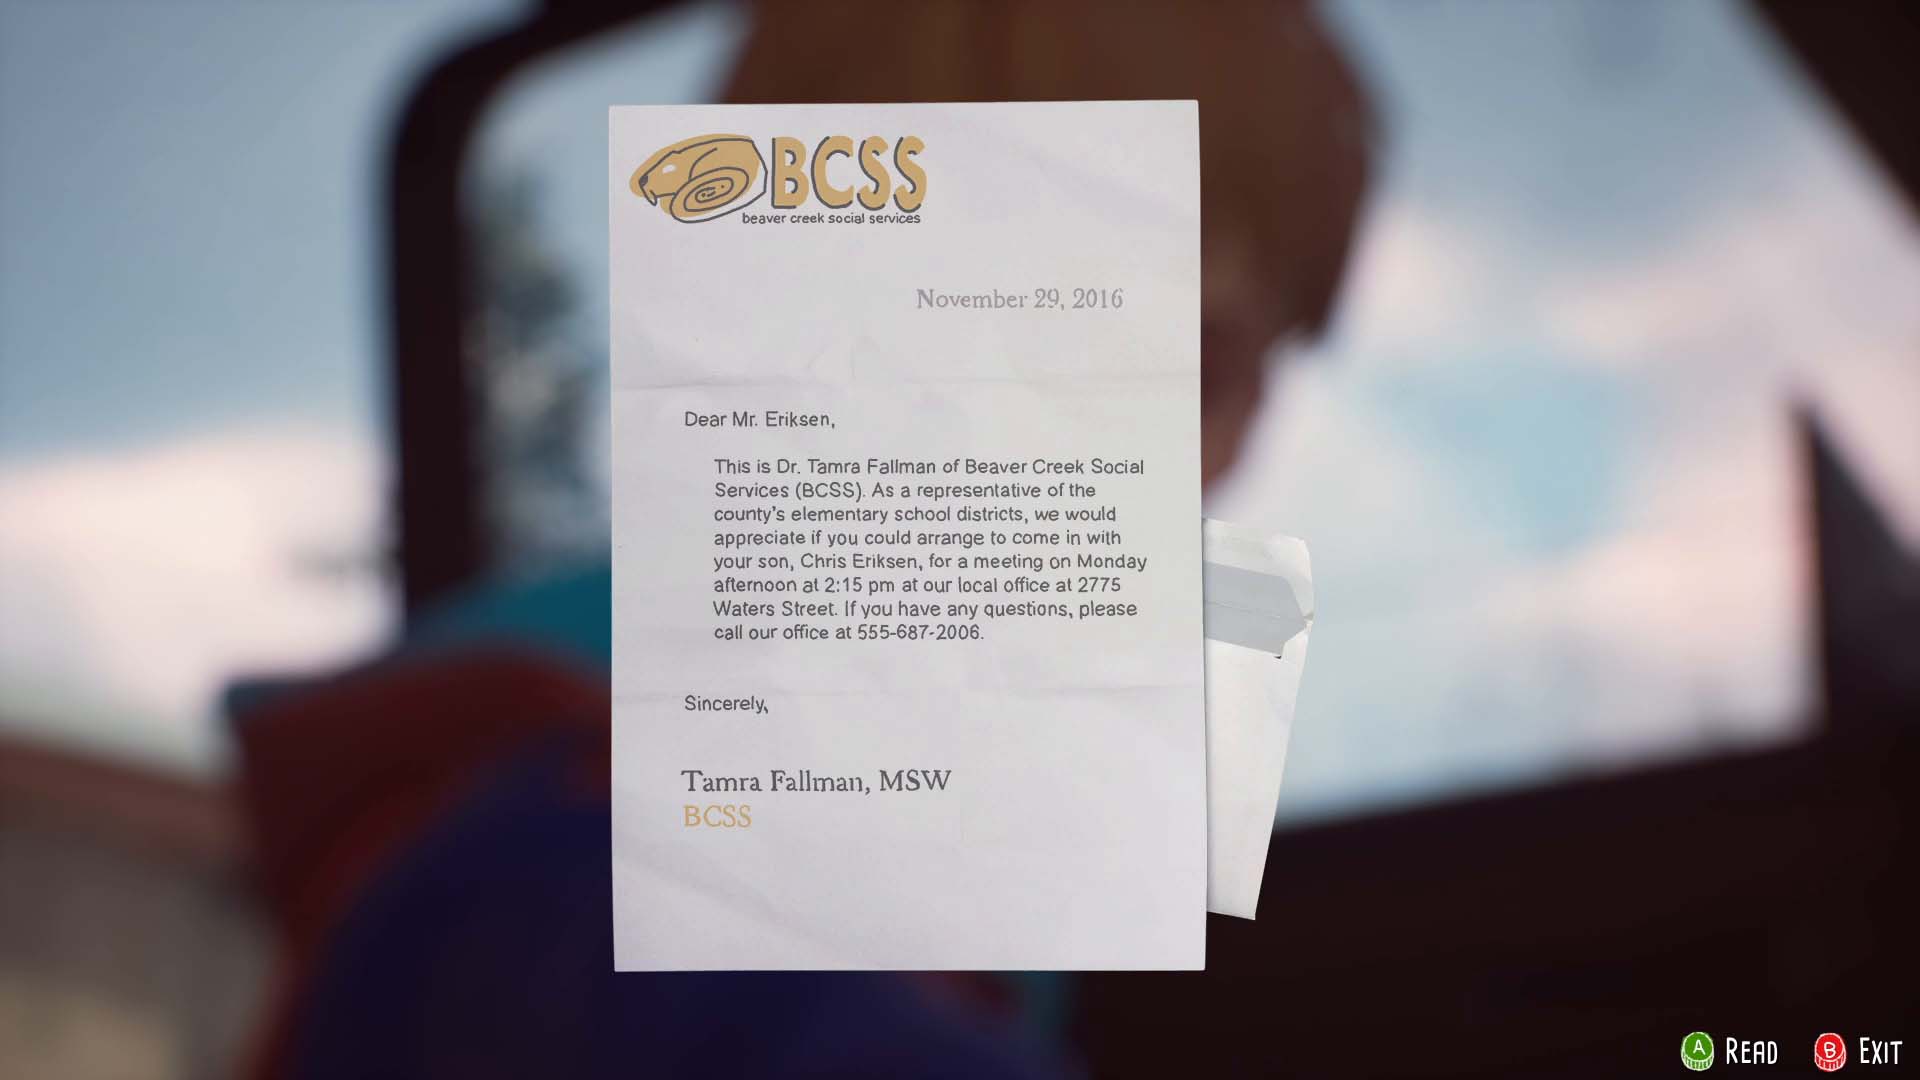 BCSS
beaver creek social services
November 29, 2016
Dear Mr. Eriksen,
This is Dr. Tamra Fallman of Beaver Creek Social
Services (BCSS). As a representative of the
county's elementary school districts, we would
appreciate if you could arrange to come in with
your son, Chris Eriksen, for a meeting on Monday
afternoon at 2:15 pm at our local office at 2775
Waters Street. If you have any questions, please
call our office at 555-687-2006.
Sincerely,
Tamra Fallman, MSW
BCSS
A READ B EXIT